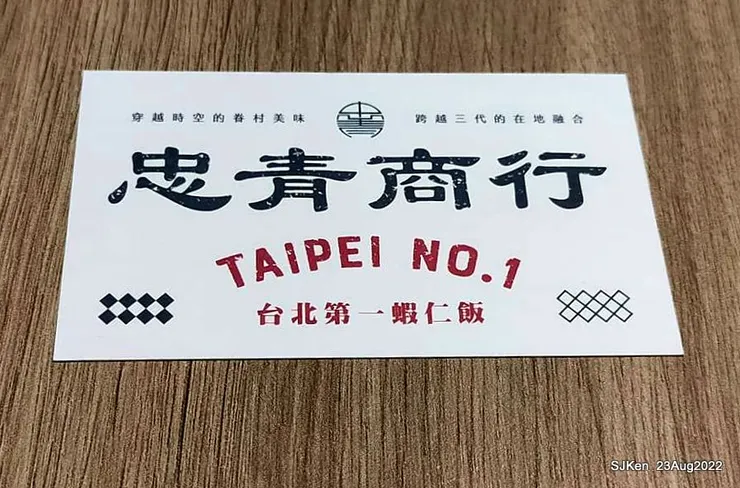 穿越時空的眷村美味 跨越三代的在地融合
忠青商行
TAIPEI NO.1
台北第一蝦仁飯
SJKen 23Aug2022